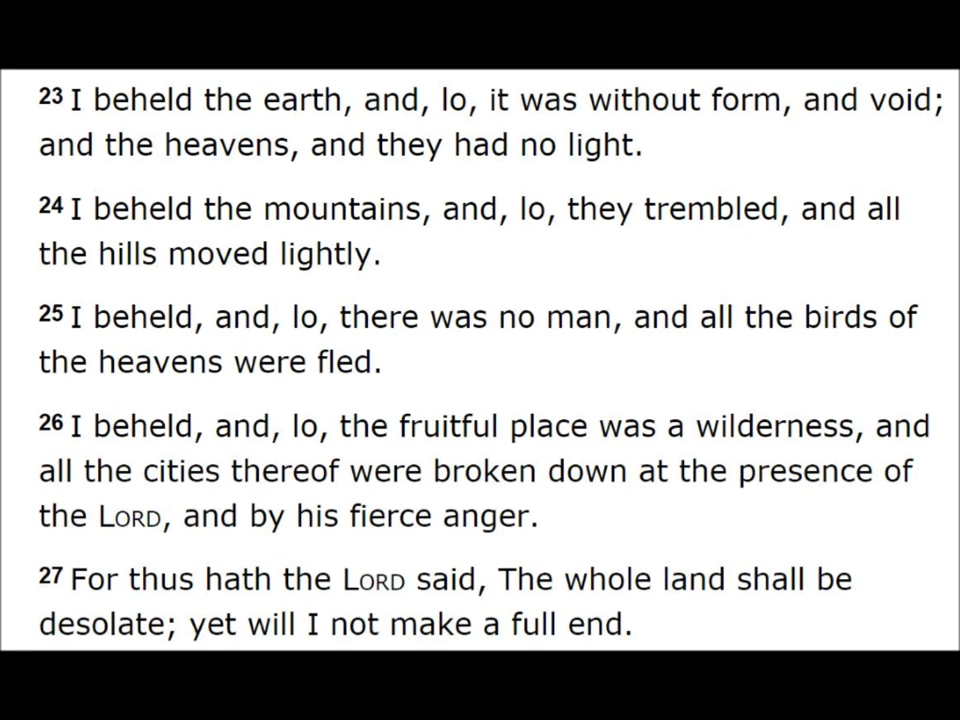 23 I beheld the earth, and, lo, it was without form, and void;
and the heavens, and they had no light.
24 I beheld the mountains, and, lo, they trembled, and all
the hills moved lightly.
25 I beheld, and, lo, there was no man, and all the birds of
the heavens were fled.
26 I beheld, and, lo, the fruitful place was a wilderness, and
all the cities thereof were broken down at the presence of
the LORD, and by his fierce anger.
27 For thus hath the LORD said, The whole land shall be
desolate; yet will I not make a full end.